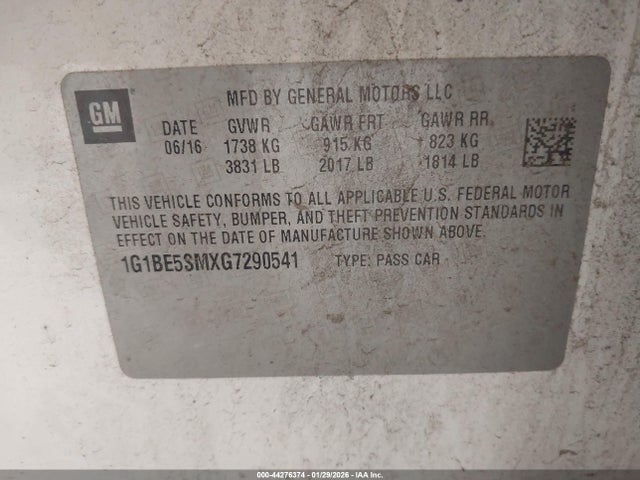 GM
MFD BY GENERAL MOTORS LLC
DATE GVWR GAWR FRT GAWR RR
06/16 1738 KG 915 KG 823 KG
3831 LB 2017 LB 1814 LB
THIS VEHICLE CONFORMS TO ALL APPLICABLE U.S. FEDERAL MOTOR
VEHICLE SAFETY, BUMPER, AND THEFT PREVENTION STANDARDS IN
EFFECT ON THE DATE OF MANUFACTURE SHOWN ABOVE.
1G1BE5SMXG7290541 TYPE: PASS CAR
000-44276374 | 01/29/2026 | IAA Inc.